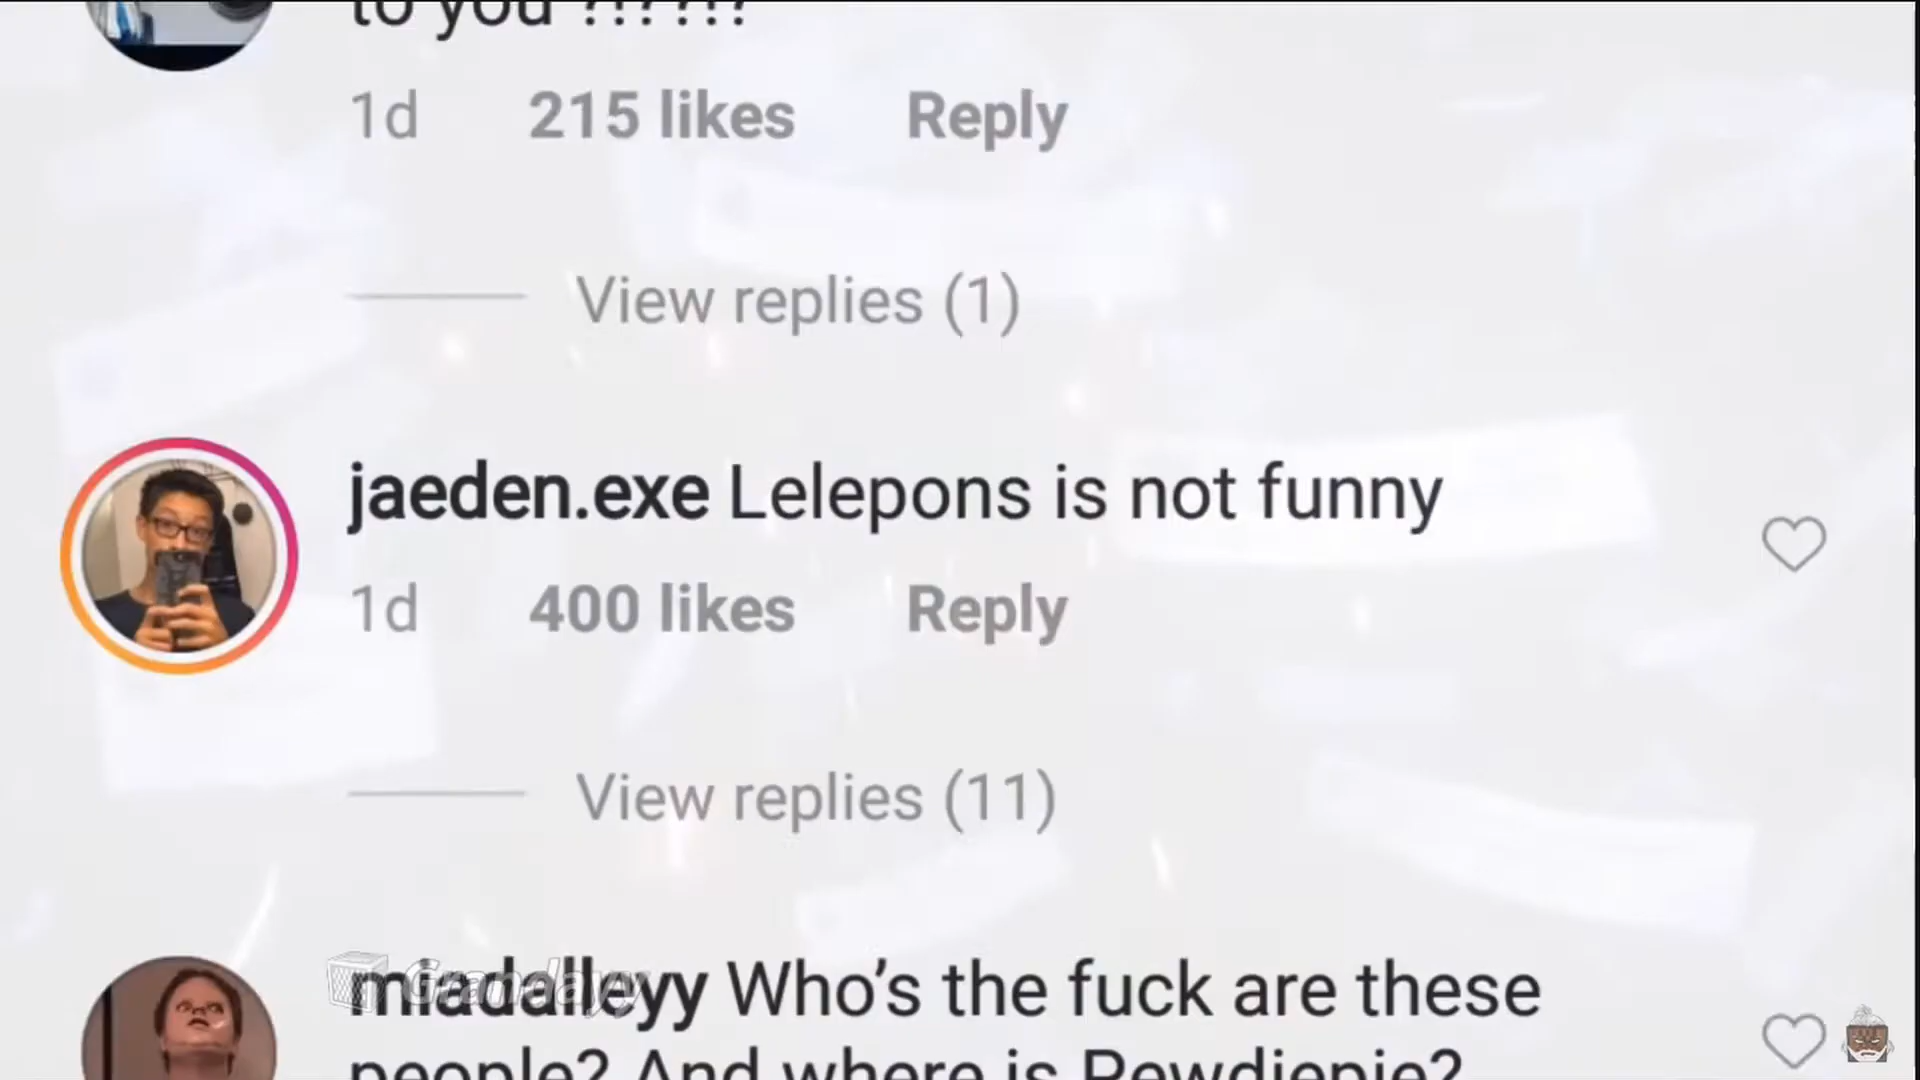 to you ?!?!?!
1d 215 likes Reply
View replies (1)
jaeden.exe Lelepons is not funny
1d 400 likes Reply
View replies (11)
miadalleyy Who’s the fuck are these
Grandayy
people? And where is Pewdiepie?